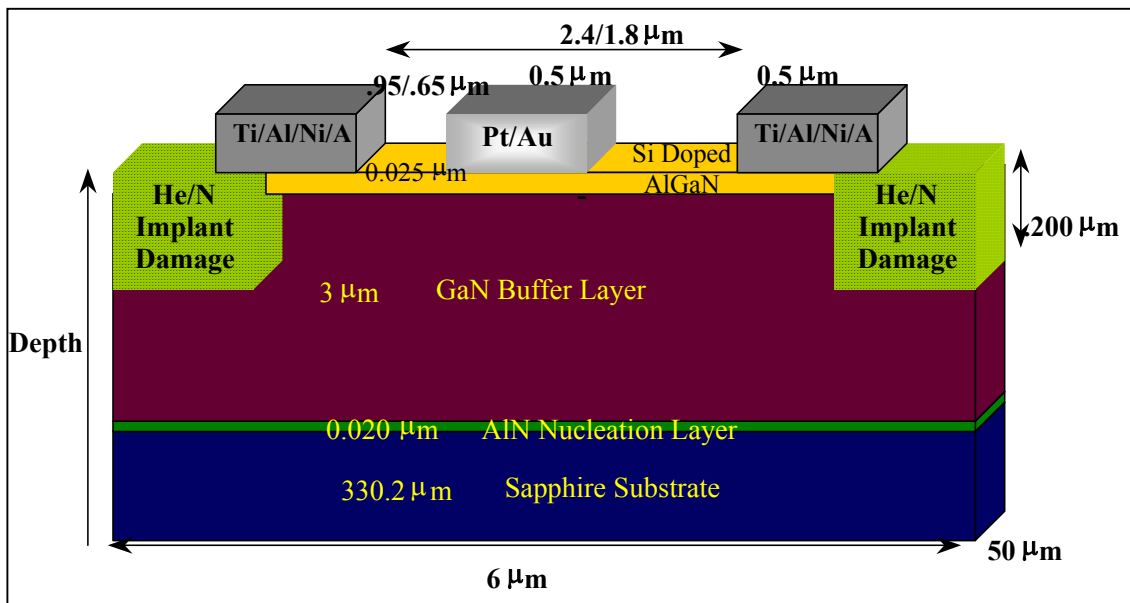 2.4/1.8 μm
.95/.65 μm
0.5 μm
0.5 μm
Ti/Al/Ni/A
Pt/Au
Ti/Al/Ni/A
Si Doped
0.025 μm
AlGaN
He/N
Implant
Damage
He/N
Implant
Damage
.200 μm
3 μm GaN Buffer Layer
Depth
0.020 μm AlN Nucleation Layer
330.2 μm Sapphire Substrate
50 μm
6 μm